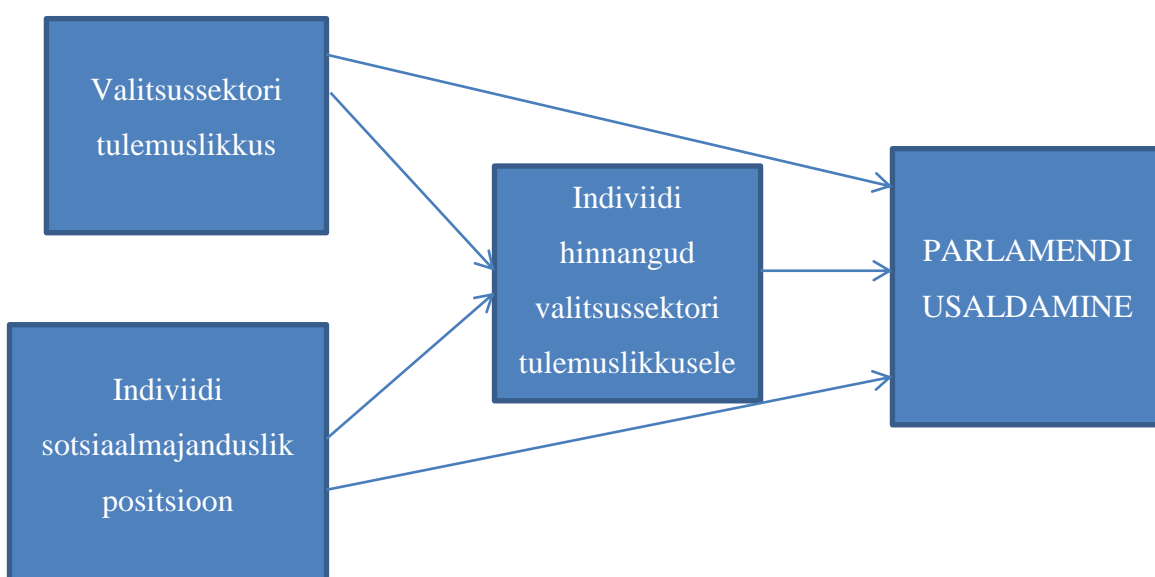 Valitsussektori
tulemuslikkus
Indiviidi
sotsiaalmajanduslik
positsioon
Indiviidi
hinnangud
valitsussektori
tulemuslikkusele
PARLAMENDI
USALDAMINE